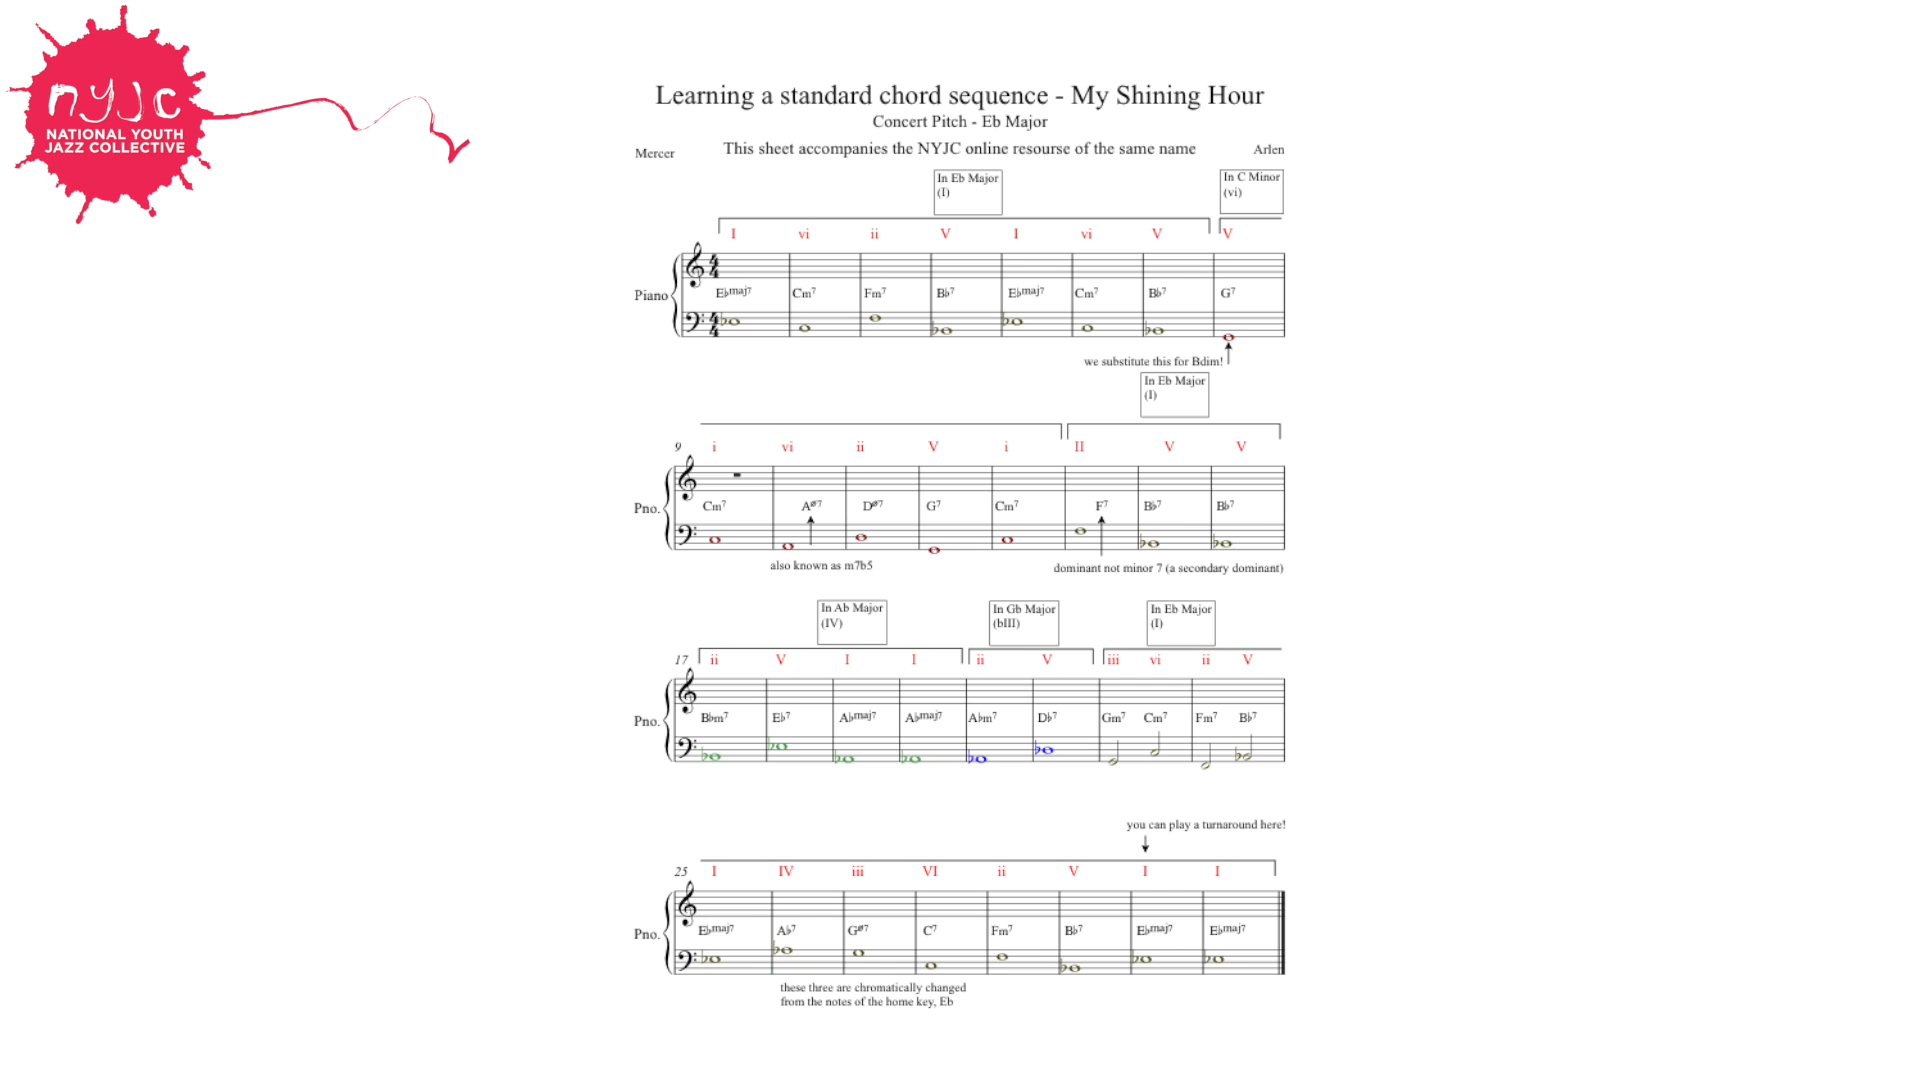 nyjc
NATIONAL YOUTH
JAZZ COLLECTIVE
Learning a standard chord sequence - My Shining Hour
Concert Pitch - Eb Major
Mercer This sheet accompanies the NYJC online resourse of the same name Arlen
In Eb Major
(I)
In C Minor
(vi)
I vi ii V I vi V V
Piano
E♭maj7 Cm7 Fm7 B♭7 E♭maj7 Cm7 B♭7 G7
we substitute this for Bdim!
In Eb Major
(I)
9 i vi ii V i II V V
Pno.
Cm7 Aø7 Dø7 G7 Cm7 F7 B♭7 B♭7
also known as m7b5
dominant not minor 7 (a secondary dominant)
In Ab Major
(IV)
In Gb Major
(bIII)
In Eb Major
(I)
17 ii V I I ii V iii vi ii V
Pno.
B♭m7 E♭7 A♭maj7 A♭maj7 A♭m7 D♭7 Gm7 Cm7 Fm7 B♭7
you can play a turnaround here!
25 I IV iii VI ii V I I
Pno.
E♭maj7 A♭7 Gø7 C7 Fm7 B♭7 E♭maj7 E♭maj7
these three are chromatically changed
from the notes of the home key, Eb